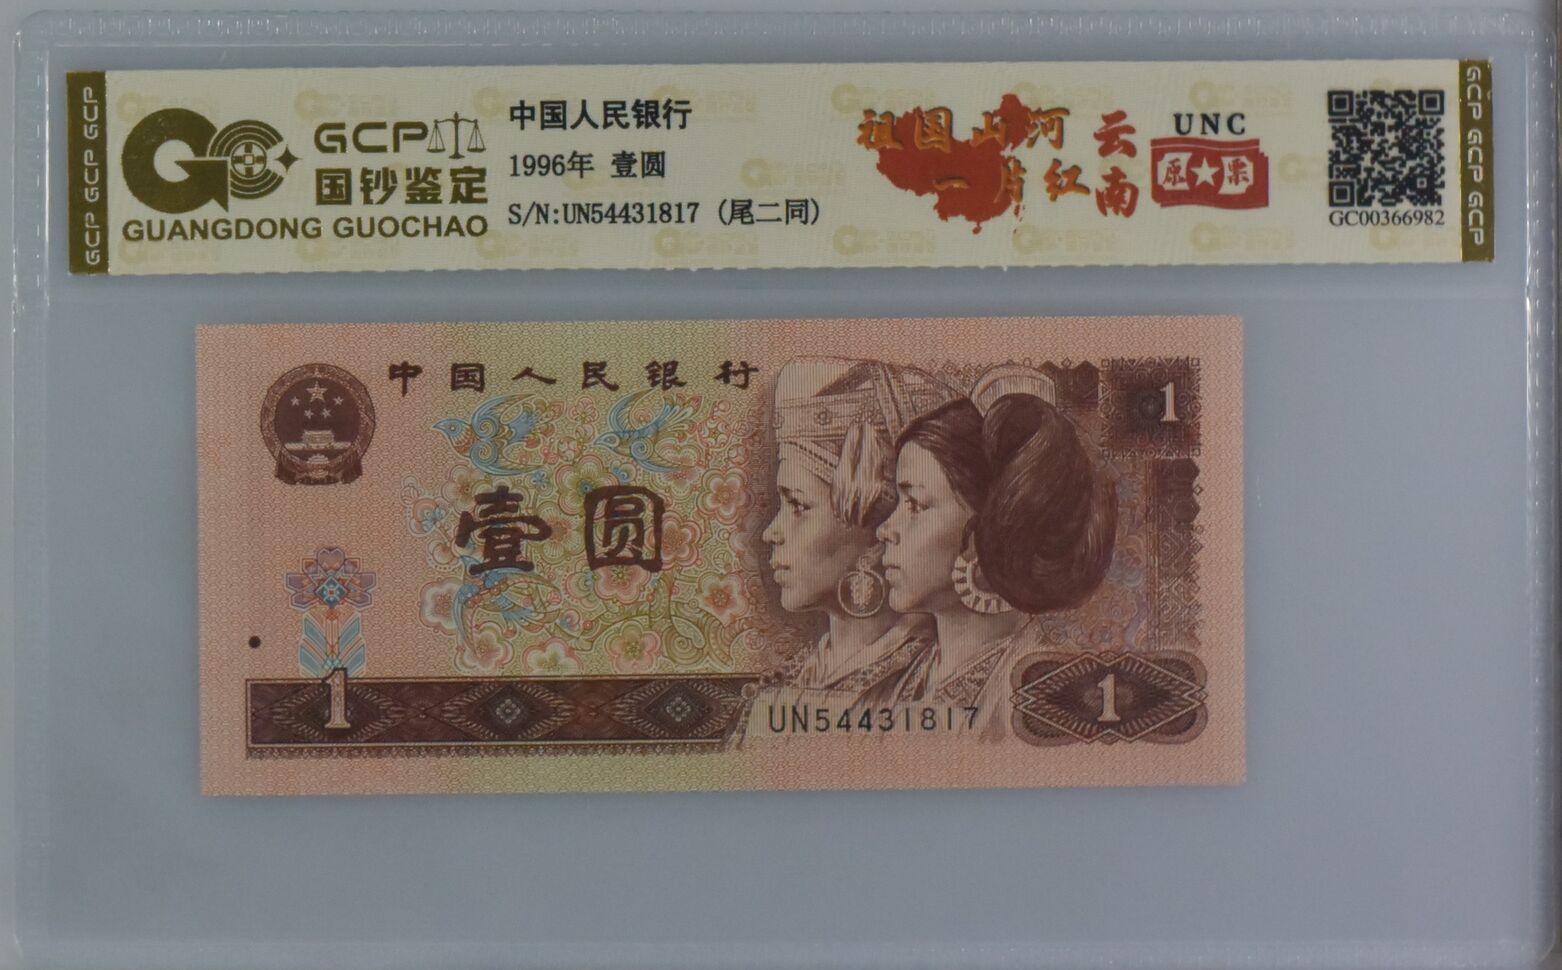 GCP GCP GCP
GCP
国钞鉴定
GUANGDONG GUOCHAO
中国人民银行
1996年 壹圆
S/N:UN54431817 (尾二同)
祖国山河
一片红
云南
UNC
原★票
GC00366982
GCP GCP GCP
中国人民银行
1
壹圆
1
UN54431817
1